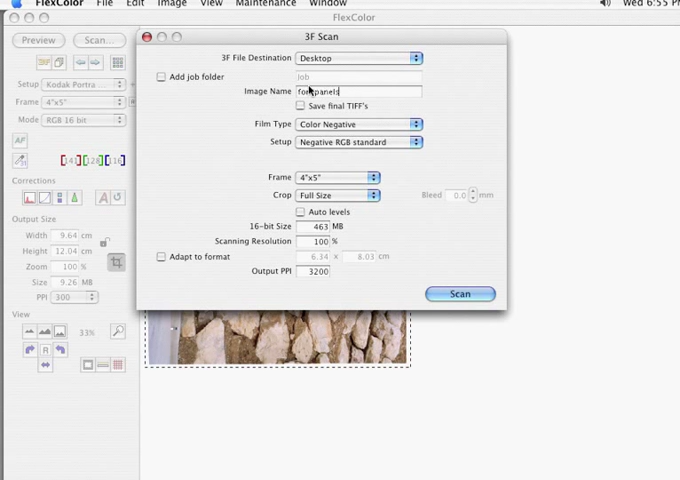 FlexColor File Edit Image View Maintenance Window Wed 6:55
FlexColor
Preview Scan...
3F Scan
3F File Destination Desktop
Add job folder Job
Image Name
Save final TIFF's
Film Type Color Negative
Setup Negative RGB standard
Frame 4"x5"
Crop Full Size Bleed 0.0 mm
Auto levels
16-bit Size 463 MB
Scanning Resolution 100 %
Adapt to format 6.34 x 8.03 cm
Output PPI 3200
Scan
Setup Kodak Portra ...
Frame 4"x5"
Mode RGB 16 bit
AF
[141] [128] [116]
Corrections
Output Size
Width 9.64 cm
Height 12.04 cm
Zoom 100 %
Size 9.26 MB
PPI 300
View
33%